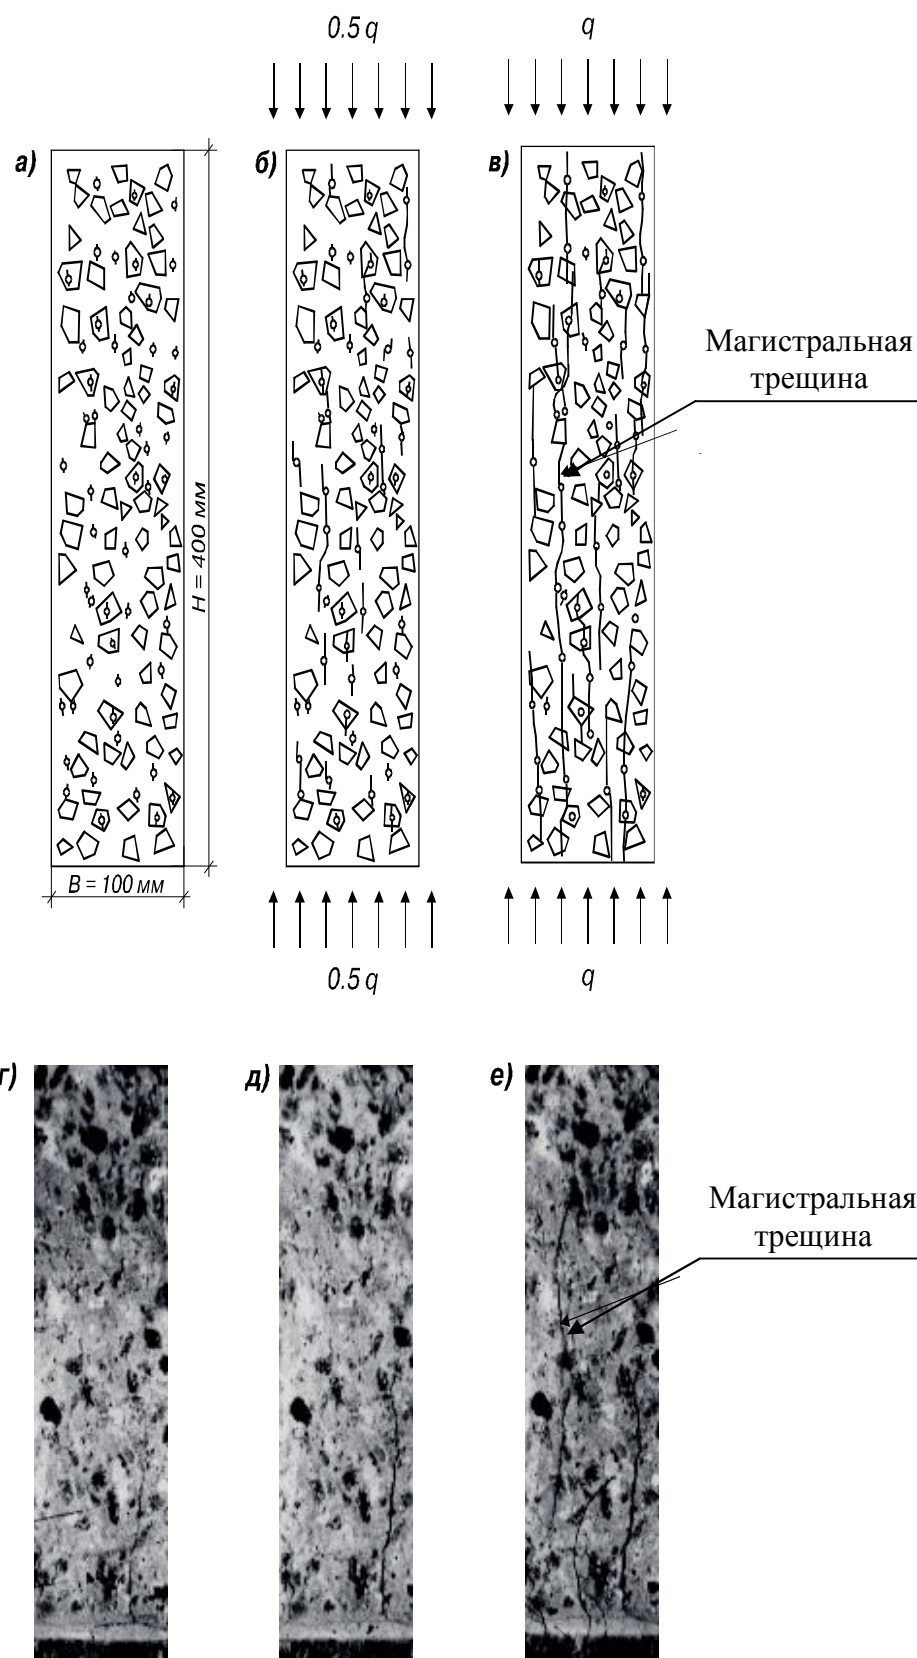 0.5 q
q
а)
б)
в)
Магистральная
трещина
H = 400 мм
B = 100 мм
0.5 q
q
г)
д)
е)
Магистральная
трещина